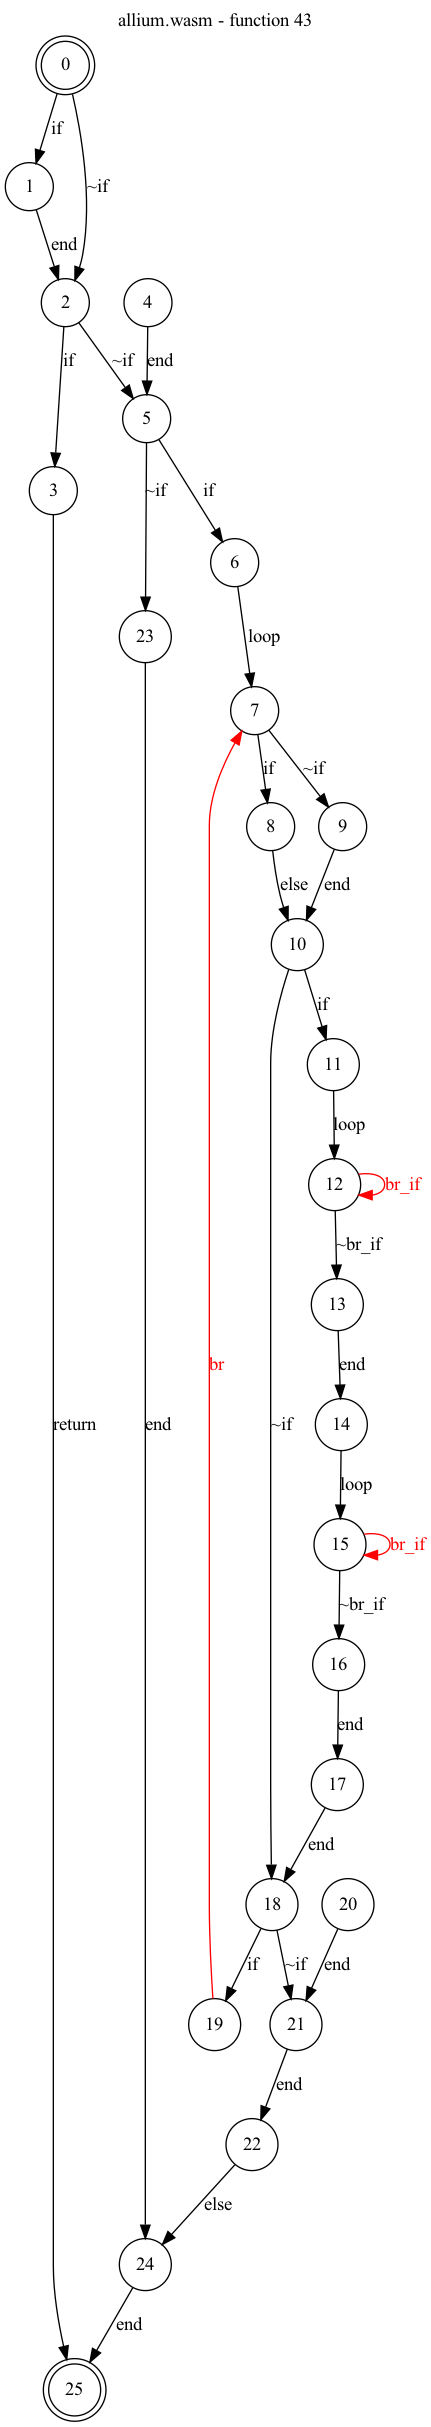 allium.wasm - function 43
0
if
1
~if
end
2
4
if
~if
end
5
3
~if
if
6
23
loop
7
if
~if
8
9
else
end
10
if
11
loop
12
br_if
~br_if
13
br
end
return
end
~if
14
loop
15
br_if
~br_if
16
end
17
end
18
20
if
~if
end
19
21
end
22
else
24
end
25